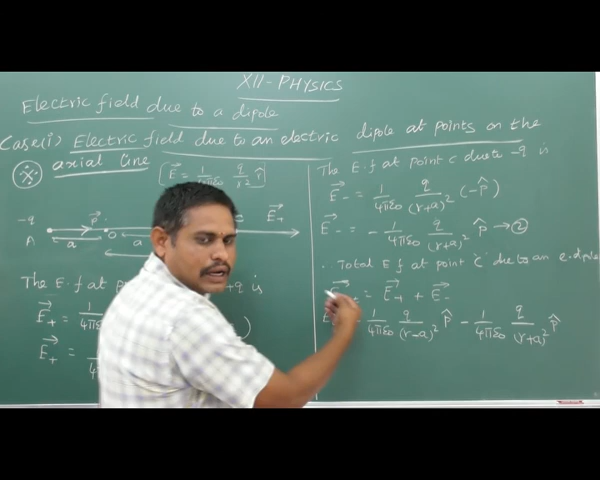 XII - PHYSICS
Electric field due to a dipole
Case(i) Electric field due to an electric dipole at points on the
axial line
[E⃗ = 1/4πε₀ q/r² r̂]
-q P⃗ E⃗₊
A a O a
The E.f at +q is
E⃗₊ = 1/4πε₀ )
E⃗₊ =
The E.f at point C due to -q is
E⃗₋ = 1/4πε₀ q/(r+a)² (-P̂)
E⃗₋ = - 1/4πε₀ q/(r+a)² P̂ → ②
∴ Total E.f at point 'C' due to an e.dipole
= E⃗₊ + E⃗₋
1/4πε₀ q/(r-a)² P̂ - 1/4πε₀ q/(r+a)² P̂